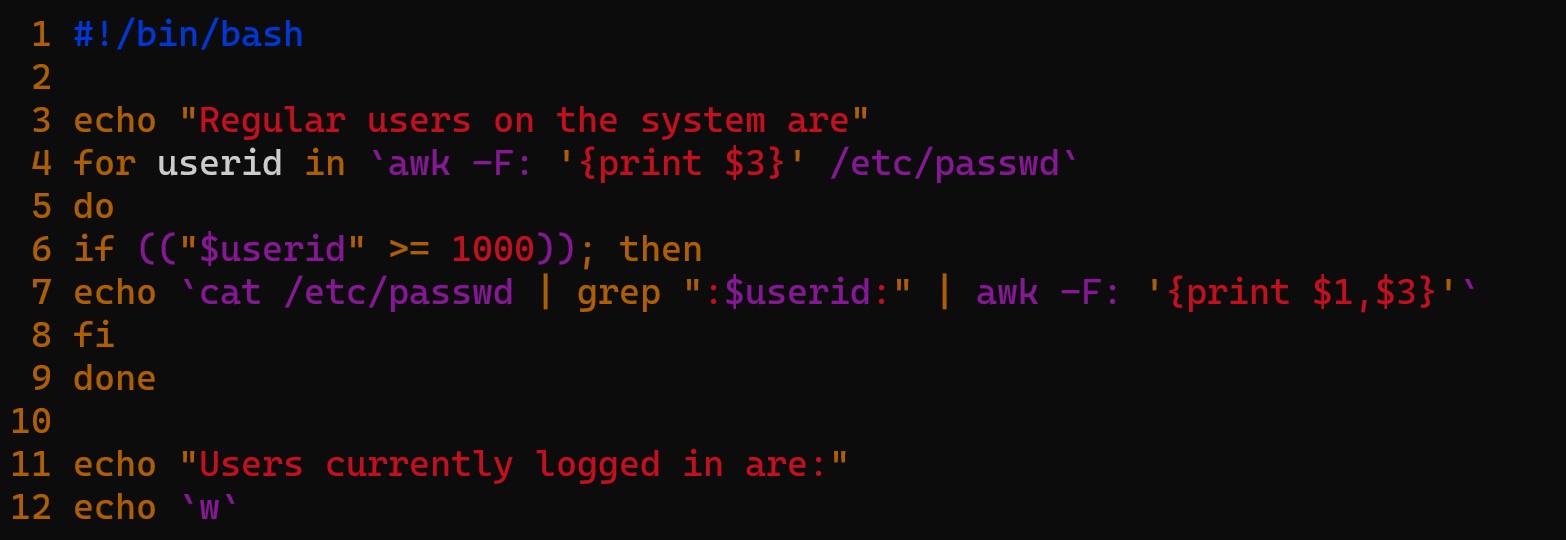 1 #!/bin/bash
2
3 echo "Regular users on the system are"
4 for userid in `awk -F: '{print $3}' /etc/passwd`
5 do
6 if (("$userid" >= 1000)); then
7 echo `cat /etc/passwd | grep ":$userid:" | awk -F: '{print $1,$3}'`
8 fi
9 done
10
11 echo "Users currently logged in are:"
12 echo `w`